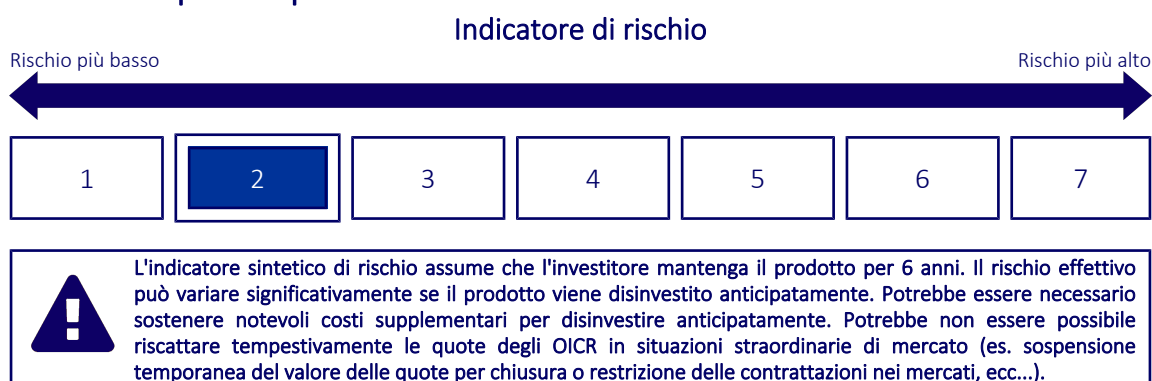 Indicatore di rischio
Rischio più basso
Rischio più alto
1
2
3
4
5
6
7
L'indicatore sintetico di rischio assume che l'investitore mantenga il prodotto per 6 anni. Il rischio effettivo
può variare significativamente se il prodotto viene disinvestito anticipatamente. Potrebbe essere necessario
sostenere notevoli costi supplementari per disinvestire anticipatamente. Potrebbe non essere possibile
riscattare tempestivamente le quote degli OICR in situazioni straordinarie di mercato (es. sospensione
temporanea del valore delle quote per chiusura o restrizione delle contrattazioni nei mercati, ecc...).